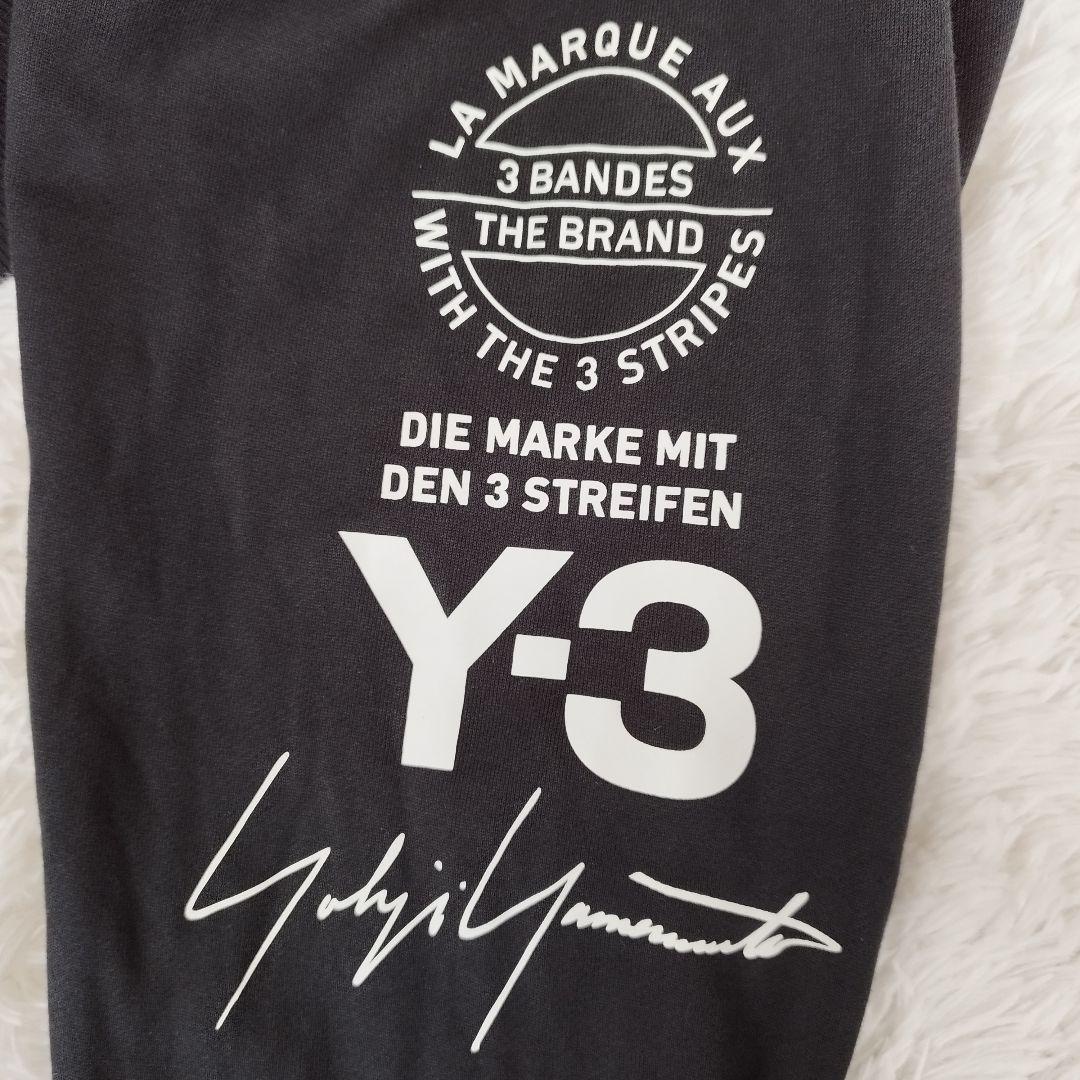 LA MARQUE AUX
3 BANDES
THE BRAND
WITH THE 3 STRIPES
DIE MARKE MIT
DEN 3 STREIFEN
Y-3
Yohji Yamamoto